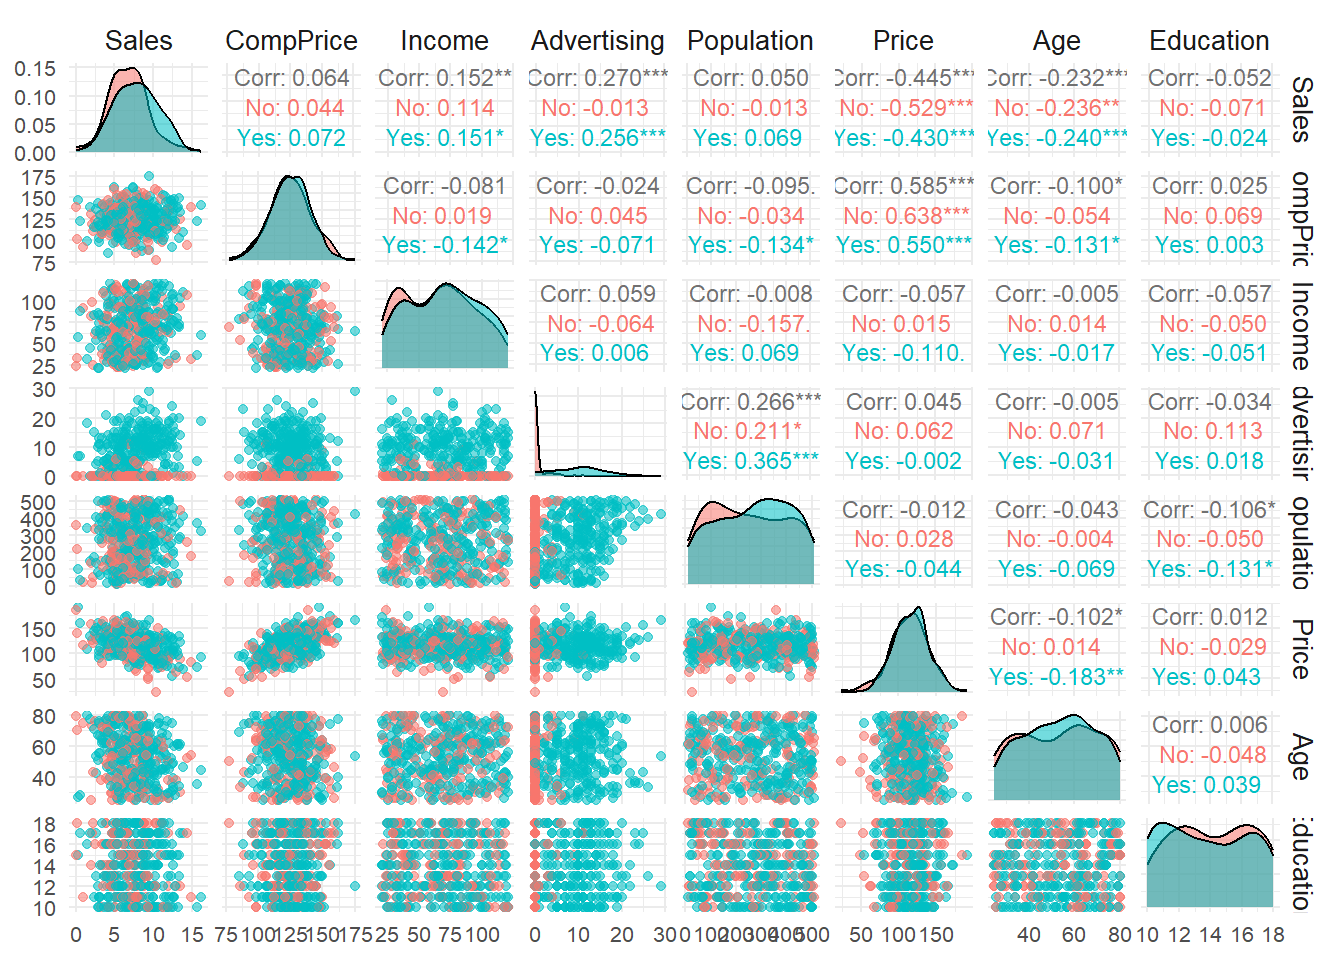 Sales CompPrice Income Advertising Population Price Age Education
0.15 Corr: 0.064 Corr: 0.152** Corr: 0.270*** Corr: 0.050 Corr: -0.445*** Corr: -0.232*** Corr: -0.052 Sales
0.10 No: 0.044 No: 0.114 No: -0.013 No: -0.013 No: -0.529*** No: -0.236** No: -0.071
0.05 Yes: 0.072 Yes: 0.151* Yes: 0.256*** Yes: 0.069 Yes: -0.430*** Yes: -0.240*** Yes: -0.024
0.00
175 Corr: -0.081 Corr: -0.024 Corr: -0.095. Corr: 0.585*** Corr: -0.100* Corr: 0.025 ompPric
150 No: 0.019 No: 0.045 No: -0.034 No: 0.638*** No: -0.054 No: 0.069
125
100 Yes: -0.142* Yes: -0.071 Yes: -0.134* Yes: 0.550*** Yes: -0.131* Yes: 0.003
75
100 Corr: 0.059 Corr: -0.008 Corr: -0.057 Corr: -0.005 Corr: -0.057 Income
75 No: -0.064 No: -0.157. No: 0.015 No: 0.014 No: -0.050
50 Yes: 0.006 Yes: 0.069 Yes: -0.110. Yes: -0.017 Yes: -0.051
25
30 Corr: 0.266*** Corr: 0.045 Corr: -0.005 Corr: -0.034 dvertisin
20 No: 0.211* No: 0.062 No: 0.071 No: 0.113
10 Yes: 0.365*** Yes: -0.002 Yes: -0.031 Yes: 0.018
0
500 Corr: -0.012 Corr: -0.043 Corr: -0.106* opulatio
400
300 No: 0.028 No: -0.004 No: -0.050
200
100 Yes: -0.044 Yes: -0.069 Yes: -0.131*
0
150 Corr: -0.102* Corr: 0.012 Price
100 No: 0.014 No: -0.029
50 Yes: -0.183** Yes: 0.043
80 Corr: 0.006 Age
60 No: -0.048
40 Yes: 0.039
18 Educatio
16
14
12
10
0 5 10 15 75 100 125 150 175 25 50 75 100 0 10 20 30 0 100 200 300 400 500 50 100 150 40 60 80 10 12 14 16 18